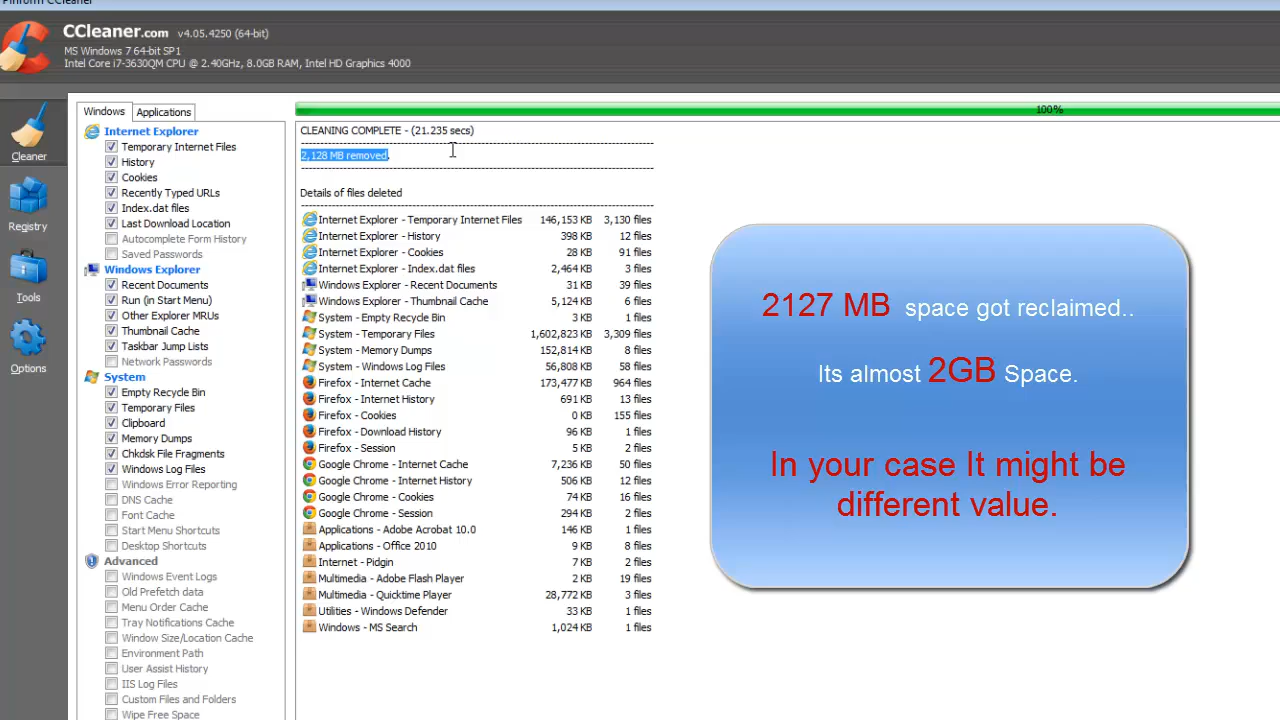 Piriform CCleaner
CCleaner.com v4.05.4250 (64-bit)
MS Windows 7 64-bit SP1
Intel Core i7-3630QM CPU @ 2.40GHz, 8.0GB RAM, Intel HD Graphics 4000
Cleaner
Registry
Tools
Options
Windows Applications
Internet Explorer
Temporary Internet Files
History
Cookies
Recently Typed URLs
Index.dat files
Last Download Location
Autocomplete Form History
Saved Passwords
Windows Explorer
Recent Documents
Run (in Start Menu)
Other Explorer MRUs
Thumbnail Cache
Taskbar Jump Lists
Network Passwords
System
Empty Recycle Bin
Temporary Files
Clipboard
Memory Dumps
Chkdsk File Fragments
Windows Log Files
Windows Error Reporting
DNS Cache
Font Cache
Start Menu Shortcuts
Desktop Shortcuts
Advanced
Windows Event Logs
Old Prefetch data
Menu Order Cache
Tray Notifications Cache
Window Size/Location Cache
Environment Path
User Assist History
IIS Log Files
Custom Files and Folders
Wipe Free Space
100%
CLEANING COMPLETE - (21.235 secs)
2,128 MB removed.
Details of files deleted
Internet Explorer - Temporary Internet Files 146,153 KB 3,130 files
Internet Explorer - History 398 KB 12 files
Internet Explorer - Cookies 28 KB 91 files
Internet Explorer - Index.dat files 2,464 KB 3 files
Windows Explorer - Recent Documents 31 KB 39 files
Windows Explorer - Thumbnail Cache 5,124 KB 6 files
System - Empty Recycle Bin 3 KB 1 files
System - Temporary Files 1,602,823 KB 3,309 files
System - Memory Dumps 152,814 KB 8 files
System - Windows Log Files 56,808 KB 58 files
Firefox - Internet Cache 173,477 KB 964 files
Firefox - Internet History 691 KB 13 files
Firefox - Cookies 0 KB 155 files
Firefox - Download History 96 KB 1 files
Firefox - Session 5 KB 2 files
Google Chrome - Internet Cache 7,236 KB 50 files
Google Chrome - Internet History 506 KB 12 files
Google Chrome - Cookies 74 KB 16 files
Google Chrome - Session 294 KB 2 files
Applications - Adobe Acrobat 10.0 146 KB 1 files
Applications - Office 2010 9 KB 8 files
Internet - Pidgin 7 KB 2 files
Multimedia - Adobe Flash Player 2 KB 19 files
Multimedia - Quicktime Player 28,772 KB 3 files
Utilities - Windows Defender 33 KB 1 files
Windows - MS Search 1,024 KB 1 files
2127 MB space got reclaimed..
Its almost 2GB Space.
In your case It might be
different value.